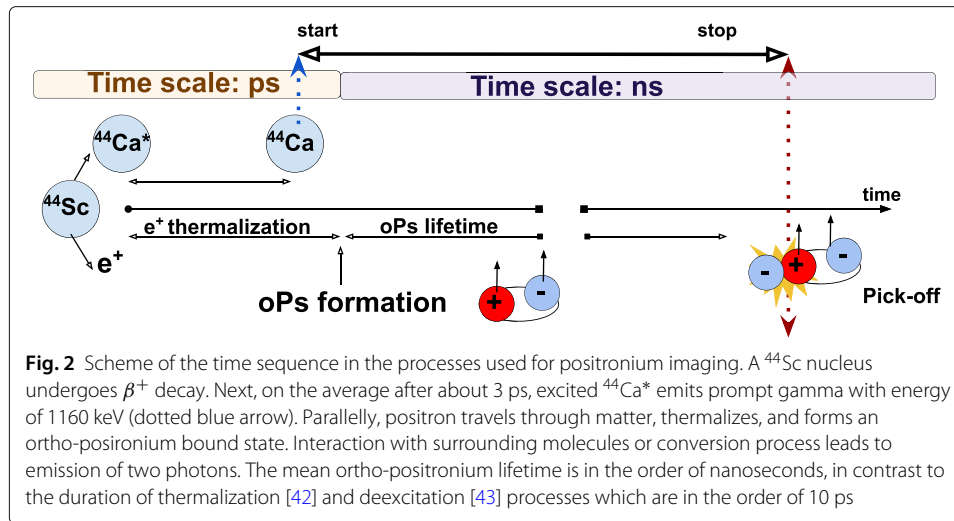 start stop
Time scale: ps Time scale: ns
⁴⁴Ca* ⁴⁴Ca
⁴⁴Sc
time
e⁺ thermalization oPs lifetime
e⁺
oPs formation
+ -
- + -
Pick-off
Fig. 2 Scheme of the time sequence in the processes used for positronium imaging. A ⁴⁴Sc nucleus
undergoes β⁺ decay. Next, on the average after about 3 ps, excited ⁴⁴Ca* emits prompt gamma with energy
of 1160 keV (dotted blue arrow). Parallelly, positron travels through matter, thermalizes, and forms an
ortho-posironium bound state. Interaction with surrounding molecules or conversion process leads to
emission of two photons. The mean ortho-positronium lifetime is in the order of nanoseconds, in contrast to
the duration of thermalization [42] and deexcitation [43] processes which are in the order of 10 ps